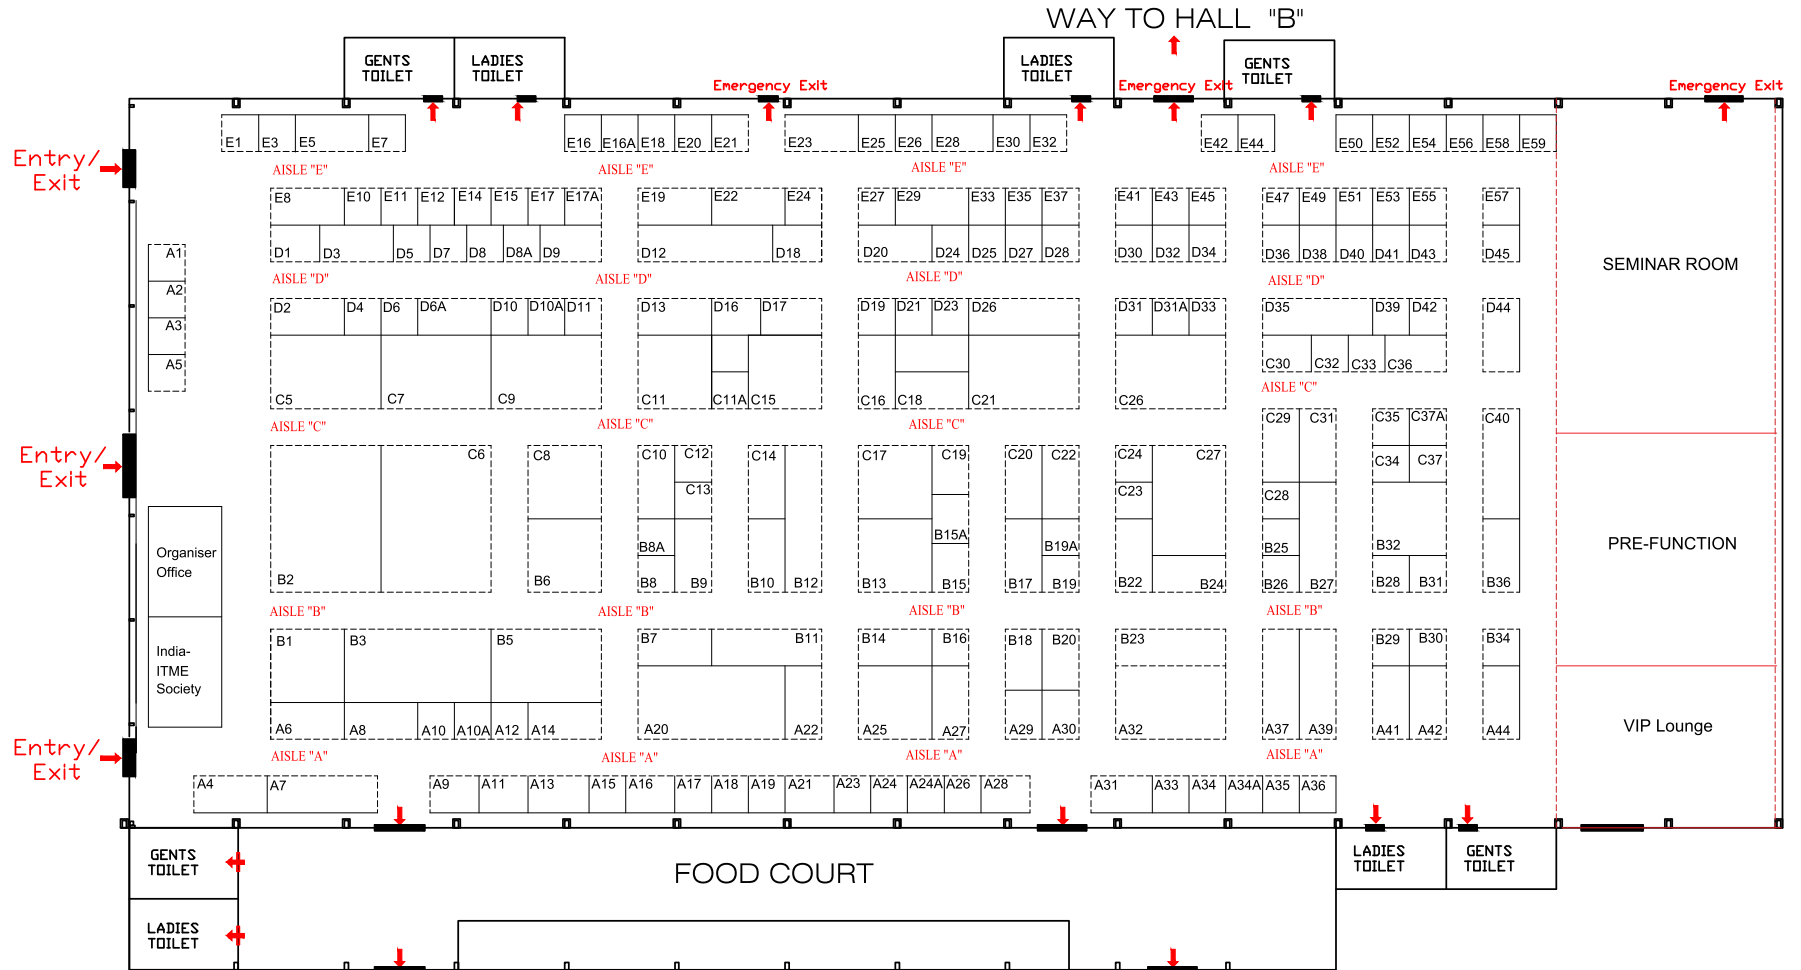 WAY TO HALL "B"
GENTS
TOILET
LADIES
TOILET
LADIES
TOILET
GENTS
TOILET
Emergency Exit
Emergency Exit
Emergency Exit
E1 E3 E5 E7 E16 E16A E18 E20 E21 E23 E25 E26 E28 E30 E32 E42 E44 E50 E52 E54 E56 E58 E59
Entry/
Exit
AISLE "E" AISLE "E" AISLE "E" AISLE "E"
E8 E10 E11 E12 E14 E15 E17 E17A E19 E22 E24 E27 E29 E33 E35 E37 E41 E43 E45 E47 E49 E51 E53 E55 E57
D1 D3 D5 D7 D8 D8A D9 D12 D18 D20 D24 D25 D27 D28 D30 D32 D34 D36 D38 D40 D41 D43 D45
A1
A2
A3
A5
SEMINAR ROOM
AISLE "D" AISLE "D" AISLE "D" AISLE "D"
D2 D4 D6 D6A D10 D10A D11 D13 D16 D17 D19 D21 D23 D26 D31 D31A D33 D35 D39 D42 D44
C30 C32 C33 C36
AISLE "C"
C5 C7 C9 C11 C11A C15 C16 C18 C21 C26
C29 C31 C35 C37A C40
AISLE "C" AISLE "C" AISLE "C"
Entry/
Exit
C6 C8 C10 C12 C14 C17 C19 C20 C22 C24 C27 C34 C37
C13 C23 C28
B8A B15A B19A B25 B32
B2 B6 B8 B9 B10 B12 B13 B15 B17 B19 B22 B24 B26 B27 B28 B31 B36
Organiser
Office
PRE-FUNCTION
AISLE "B" AISLE "B" AISLE "B" AISLE "B"
B1 B3 B5 B7 B11 B14 B16 B18 B20 B23 B29 B30 B34
India-
ITME
Society
A6 A8 A10 A10A A12 A14 A20 A22 A25 A27 A29 A30 A32 A37 A39 A41 A42 A44
VIP Lounge
Entry/
Exit
AISLE "A" AISLE "A" AISLE "A" AISLE "A"
A4 A7 A9 A11 A13 A15 A16 A17 A18 A19 A21 A23 A24 A24A A26 A28 A31 A33 A34 A34A A35 A36
GENTS
TOILET
FOOD COURT
LADIES
TOILET
GENTS
TOILET
LADIES
TOILET